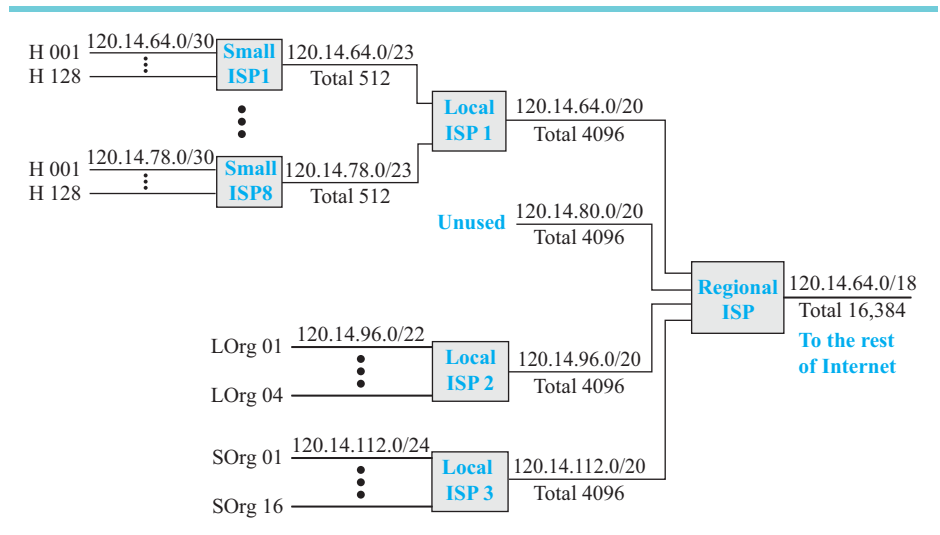 H 001 120.14.64.0/30
H 128
Small
ISP1
120.14.64.0/23
Total 512
H 001 120.14.78.0/30
H 128
Small
ISP8
120.14.78.0/23
Total 512
Local
ISP 1
120.14.64.0/20
Total 4096
Unused
120.14.80.0/20
Total 4096
LOrg 01 120.14.96.0/22
LOrg 04
Local
ISP 2
120.14.96.0/20
Total 4096
SOrg 01 120.14.112.0/24
SOrg 16
Local
ISP 3
120.14.112.0/20
Total 4096
Regional
ISP
120.14.64.0/18
Total 16,384
To the rest
of Internet